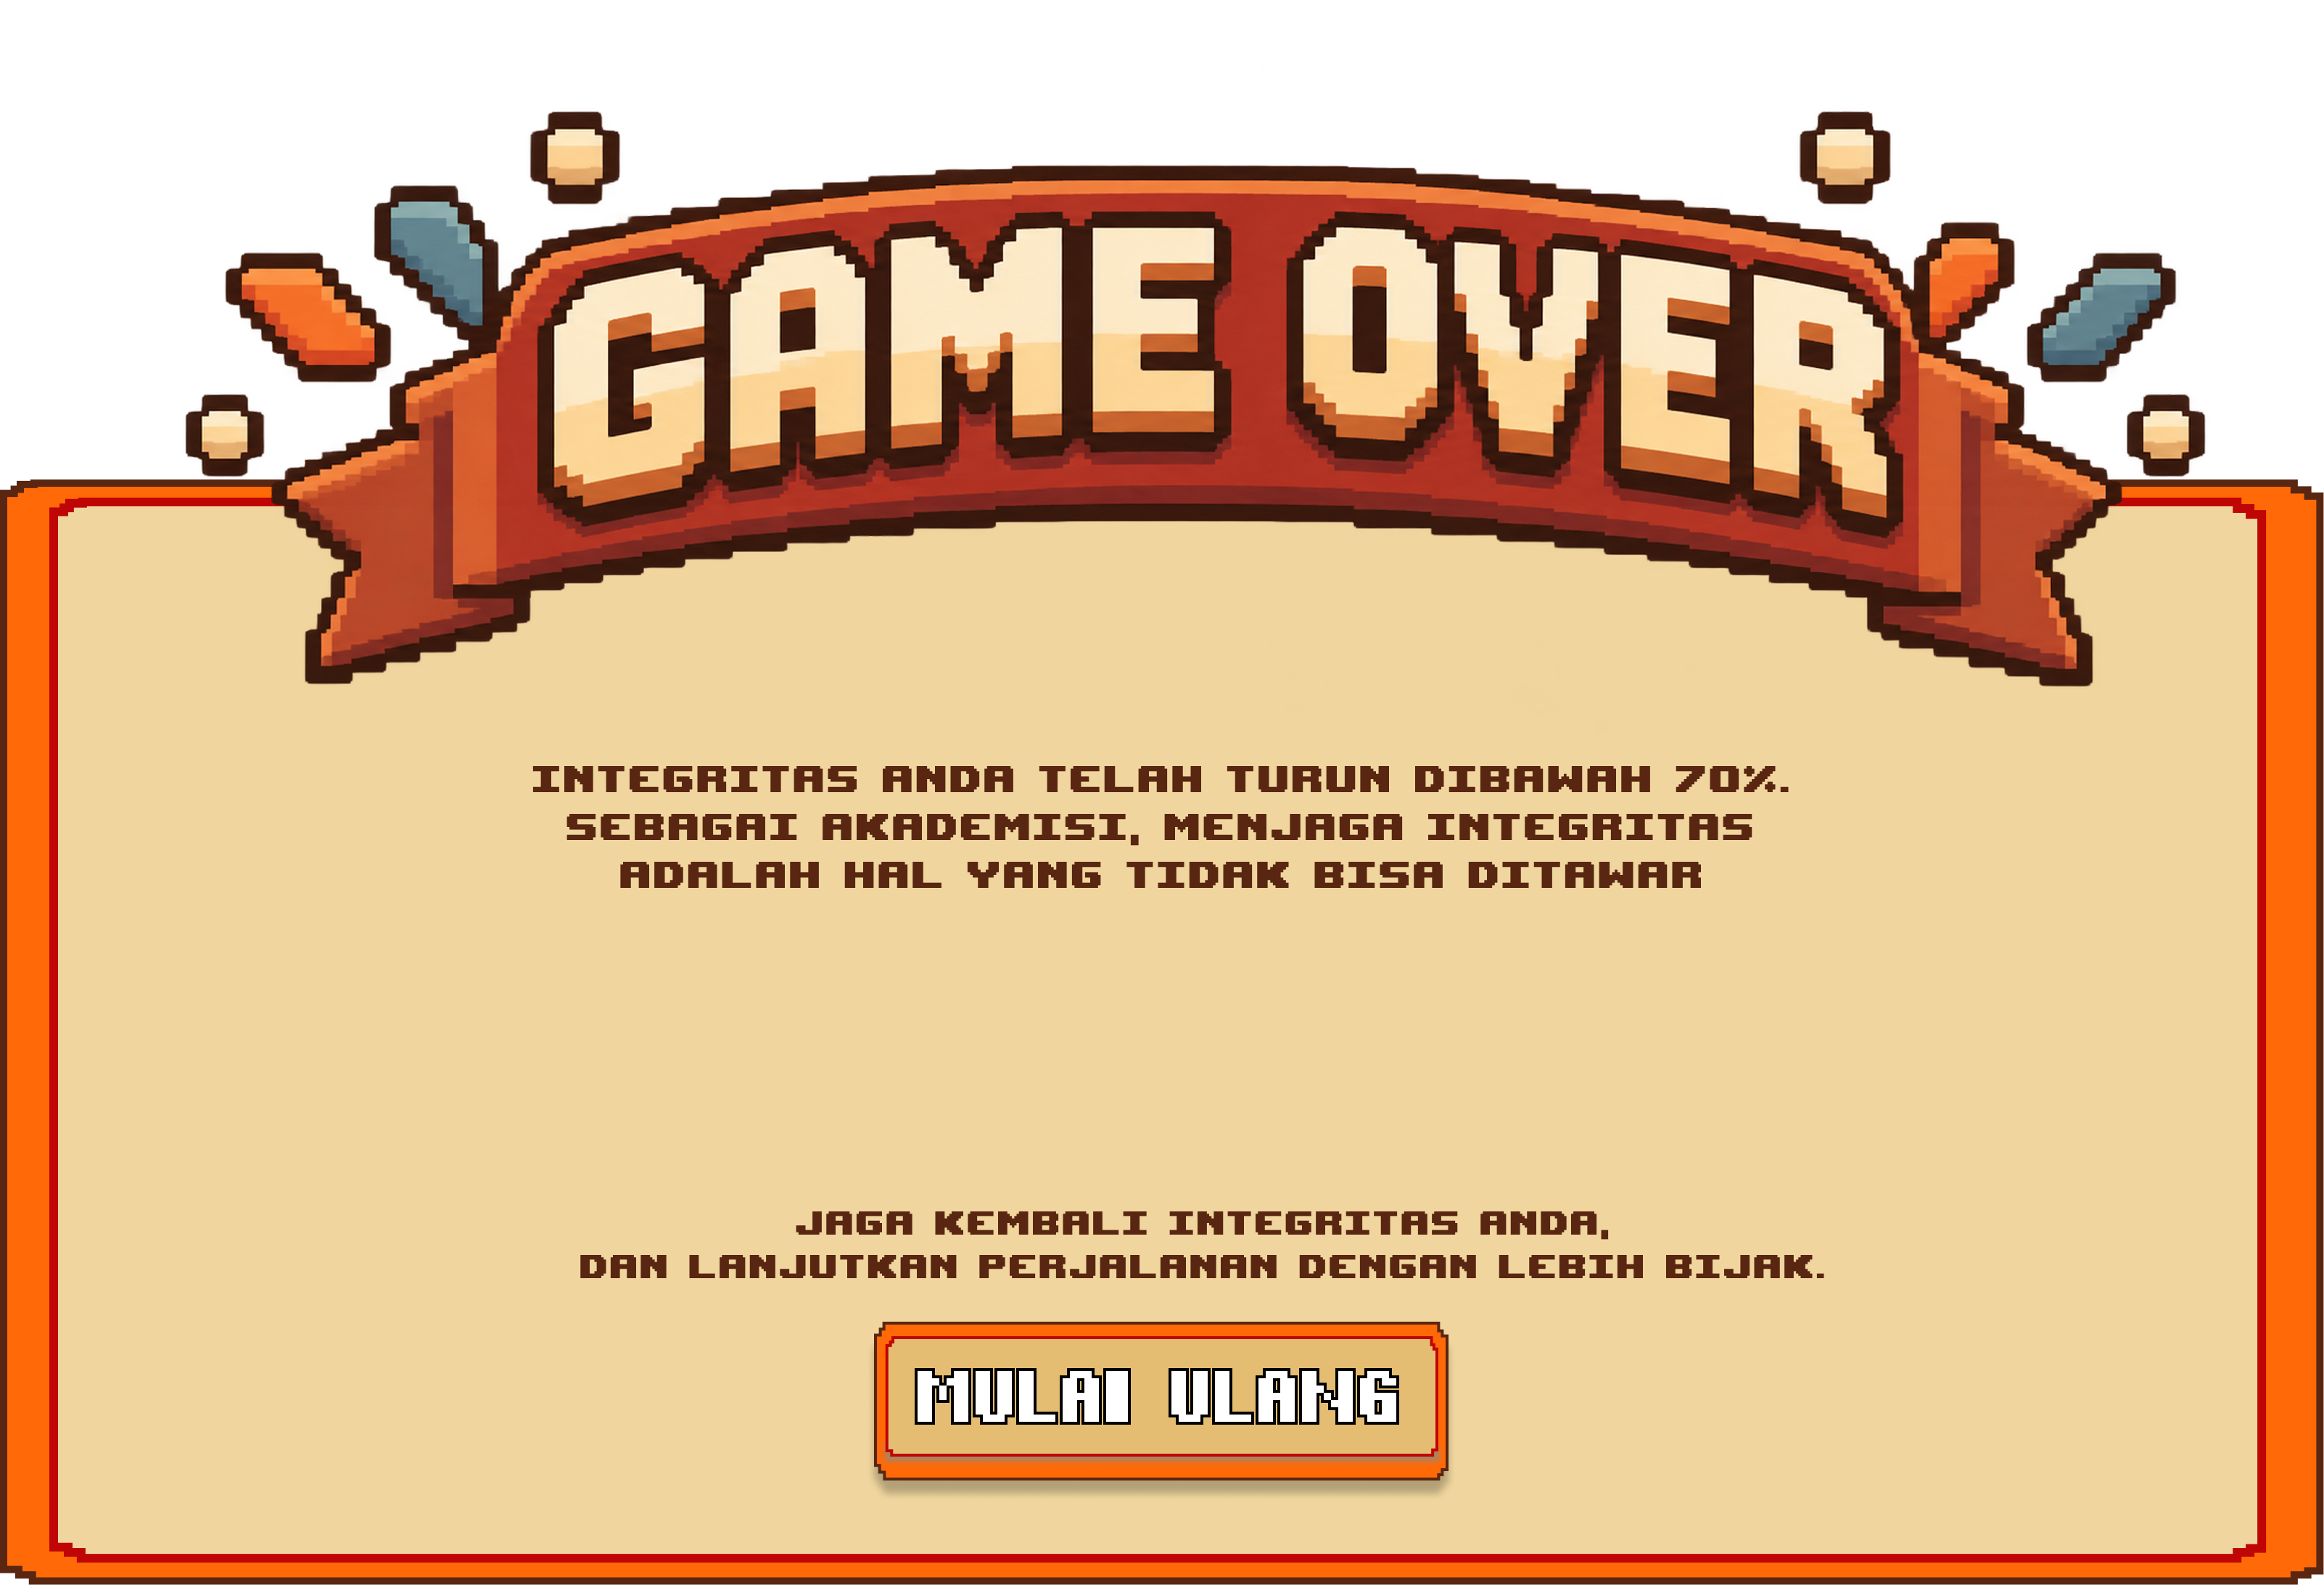 GAME OVER
INTEGRITAS ANDA TELAH TURUN DIBAWAH 70%.
SEBAGAI AKADEMISI, MENJAGA INTEGRITAS
ADALAH HAL YANG TIDAK BISA DITAWAR
JAGA KEMBALI INTEGRITAS ANDA,
DAN LANJUTKAN PERJALANAN DENGAN LEBIH BIJAK.
MULAI ULANG